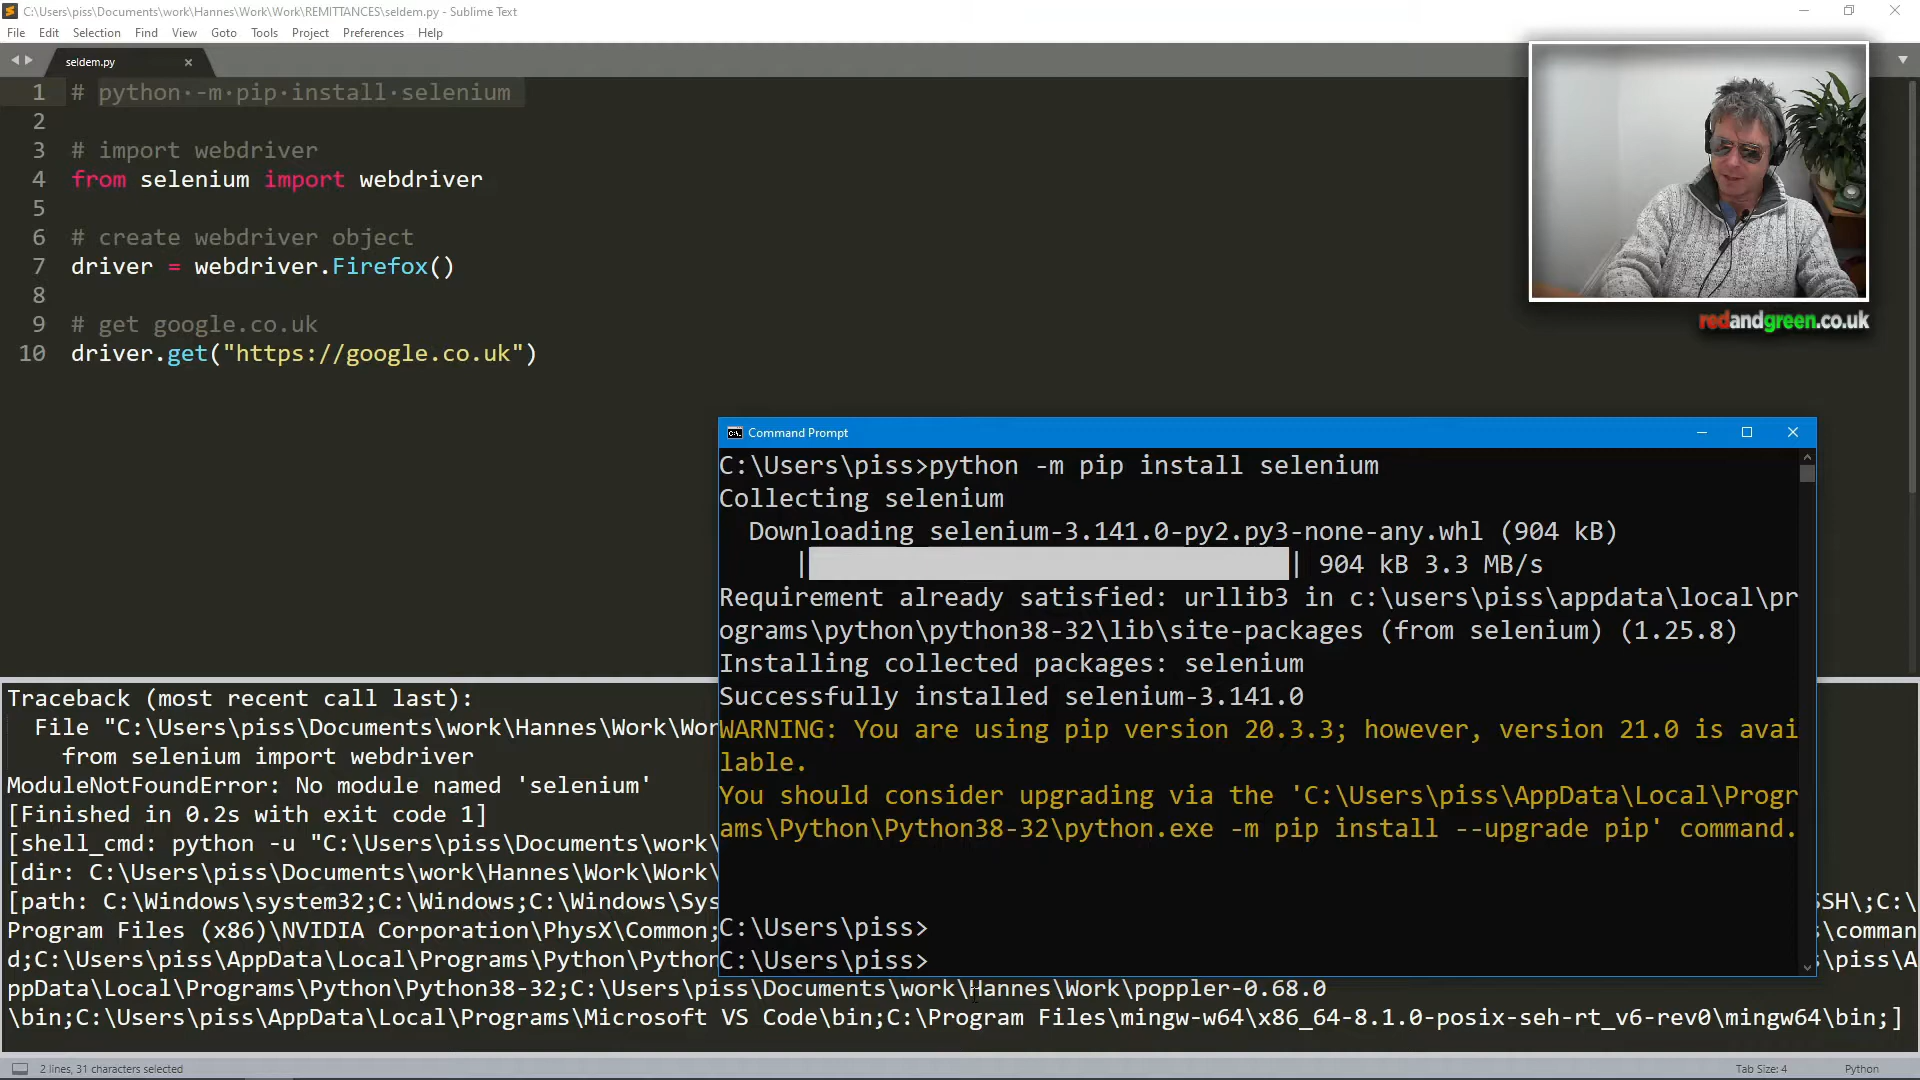 C:\Users\piss\Documents\work\Hannes\Work\Work\REMITTANCES\seldem.py - Sublime Text
File Edit Selection Find View Goto Tools Project Preferences Help
seldem.py
1 # python·-m·pip·install·selenium
2
3 # import webdriver
4 from selenium import webdriver
5
6 # create webdriver object
7 driver = webdriver.Firefox()
8
9 # get google.co.uk
10 driver.get("https://google.co.uk")
redandgreen.co.uk
Command Prompt
C:\Users\piss>python -m pip install selenium
Collecting selenium
Downloading selenium-3.141.0-py2.py3-none-any.whl (904 kB)
| | 904 kB 3.3 MB/s
Requirement already satisfied: urllib3 in c:\users\piss\appdata\local\pr
ograms\python\python38-32\lib\site-packages (from selenium) (1.25.8)
Installing collected packages: selenium
Successfully installed selenium-3.141.0
WARNING: You are using pip version 20.3.3; however, version 21.0 is avai
lable.
You should consider upgrading via the 'C:\Users\piss\AppData\Local\Progr
ams\Python\Python38-32\python.exe -m pip install --upgrade pip' command.
C:\Users\piss>
C:\Users\piss>
Traceback (most recent call last):
File "C:\Users\piss\Documents\work\Hannes\Work\Wor
from selenium import webdriver
ModuleNotFoundError: No module named 'selenium'
[Finished in 0.2s with exit code 1]
[shell_cmd: python -u "C:\Users\piss\Documents\work\
[dir: C:\Users\piss\Documents\work\Hannes\Work\Work\
[path: C:\Windows\system32;C:\Windows;C:\Windows\Sys SSH\;C:\
Program Files (x86)\NVIDIA Corporation\PhysX\Common; \comman
d;C:\Users\piss\AppData\Local\Programs\Python\Python \piss\A
ppData\Local\Programs\Python\Python38-32;C:\Users\piss\Documents\work\Hannes\Work\poppler-0.68.0
\bin;C:\Users\piss\AppData\Local\Programs\Microsoft VS Code\bin;C:\Program Files\mingw-w64\x86_64-8.1.0-posix-seh-rt_v6-rev0\mingw64\bin;]
2 lines, 31 characters selected
Tab Size: 4 Python